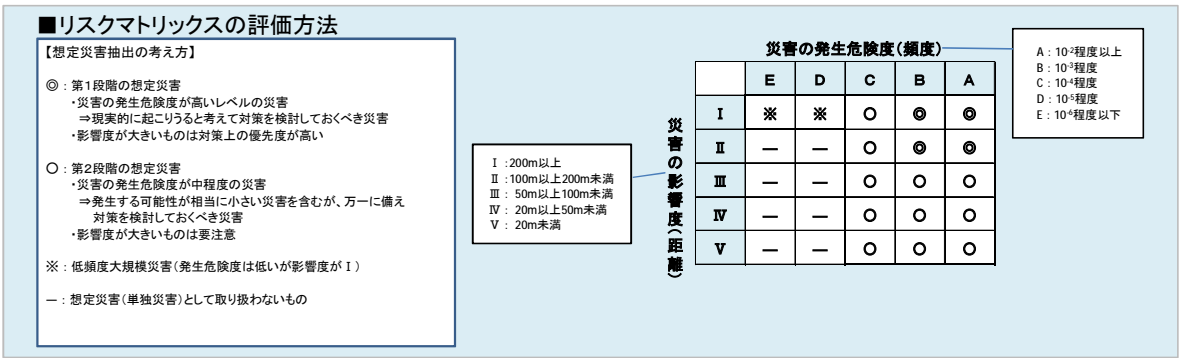 ■リスクマトリックスの評価方法
【想定災害抽出の考え方】
◎：第1段階の想定災害
・災害の発生危険度が高いレベルの災害
⇒現実的に起こりうると考えて対策を検討しておくべき災害
・影響度が大きいものは対策上の優先度が高い
○：第2段階の想定災害
・災害の発生危険度が中程度の災害
⇒発生する可能性が相当に小さい災害を含むが、万一に備え
対策を検討しておくべき災害
・影響度が大きいものは要注意
※：低頻度大規模災害（発生危険度は低いが影響度がⅠ）
－：想定災害（単独災害）として取り扱わないもの
Ⅰ：200m以上
Ⅱ：100m以上200m未満
Ⅲ： 50m以上100m未満
Ⅳ： 20m以上50m未満
Ⅴ： 20m未満
災害の影響度（距離）
災害の発生危険度（頻度）
E D C B A
Ⅰ ※ ※ ○ ◎ ◎
Ⅱ － － ○ ◎ ◎
Ⅲ － － ○ ○ ○
Ⅳ － － ○ ○ ○
Ⅴ － － ○ ○ ○
A：10⁻²程度以上
B：10⁻³程度
C：10⁻⁴程度
D：10⁻⁵程度
E：10⁻⁶程度以下